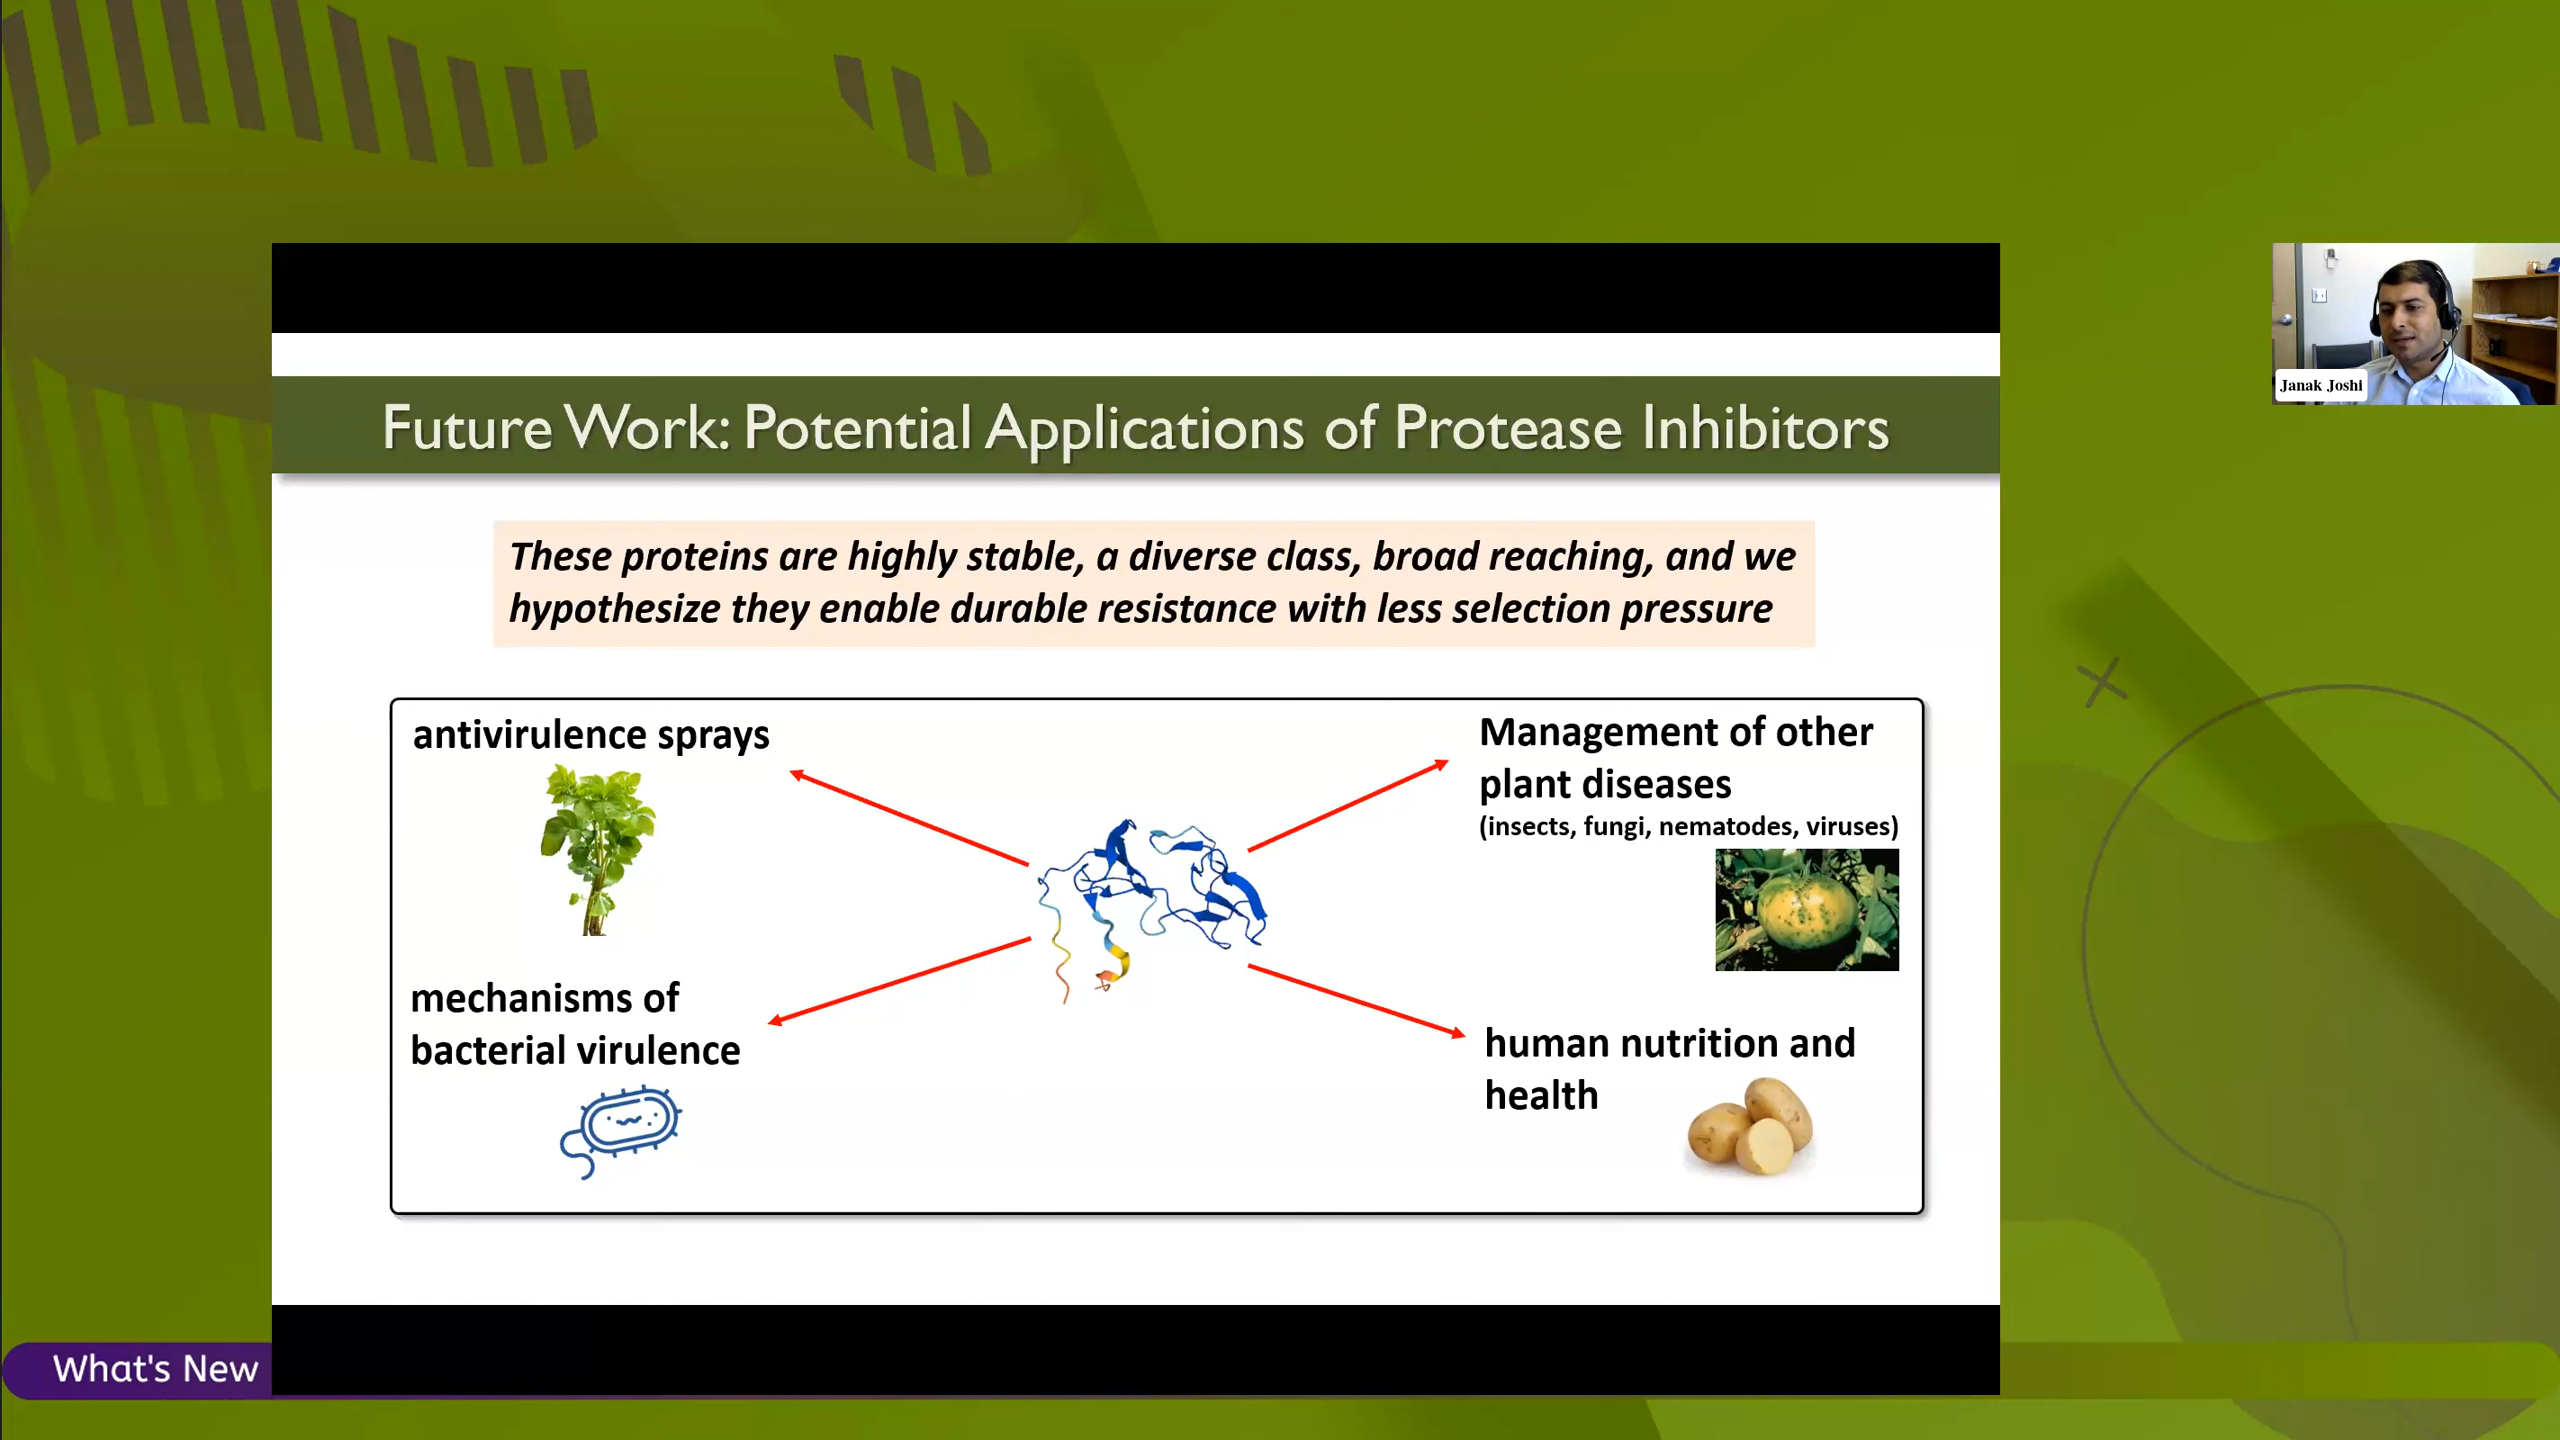 Future Work: Potential Applications of Protease Inhibitors
These proteins are highly stable, a diverse class, broad reaching, and we
hypothesize they enable durable resistance with less selection pressure
antivirulence sprays
Management of other
plant diseases
(insects, fungi, nematodes, viruses)
mechanisms of
bacterial virulence
human nutrition and
health
Janak Joshi
What's New